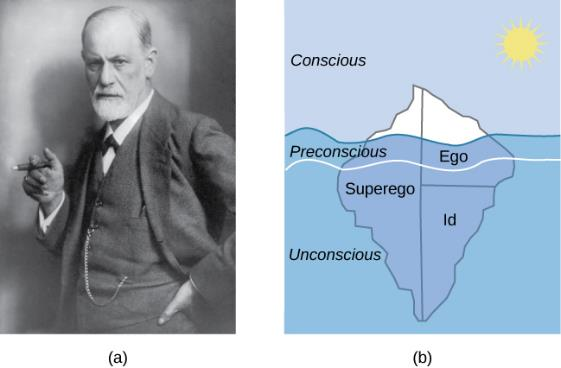 Conscious
Preconscious
Ego
Superego
Id
Unconscious
(a)
(b)